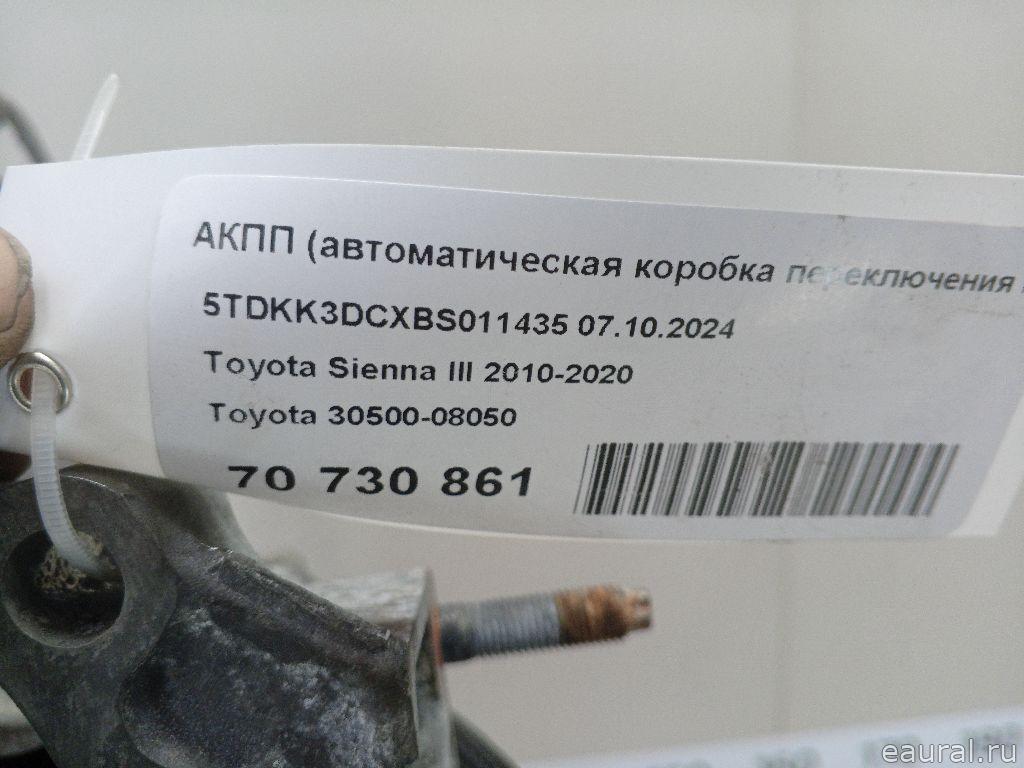 АКПП (автоматическая коробка переключения
5TDKK3DCXBS011435 07.10.2024
Toyota Sienna III 2010-2020
Toyota 30500-08050
70 730 861
eaural.ru